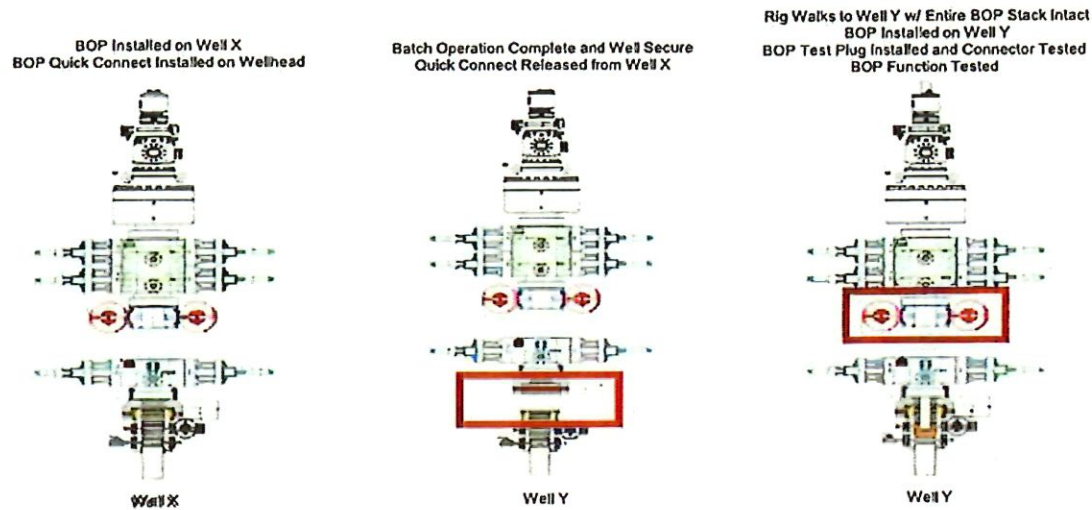 BOP Installed on Well X
BOP Quick Connect Installed on Wellhead
Batch Operation Complete and Well Secure
Quick Connect Released from Well X
Rig Walks to Well Y w/ Entire BOP Stack Intact
BOP Installed on Well Y
BOP Test Plug Installed and Connector Tested
BOP Function Tested
Well X
Well Y
Well Y